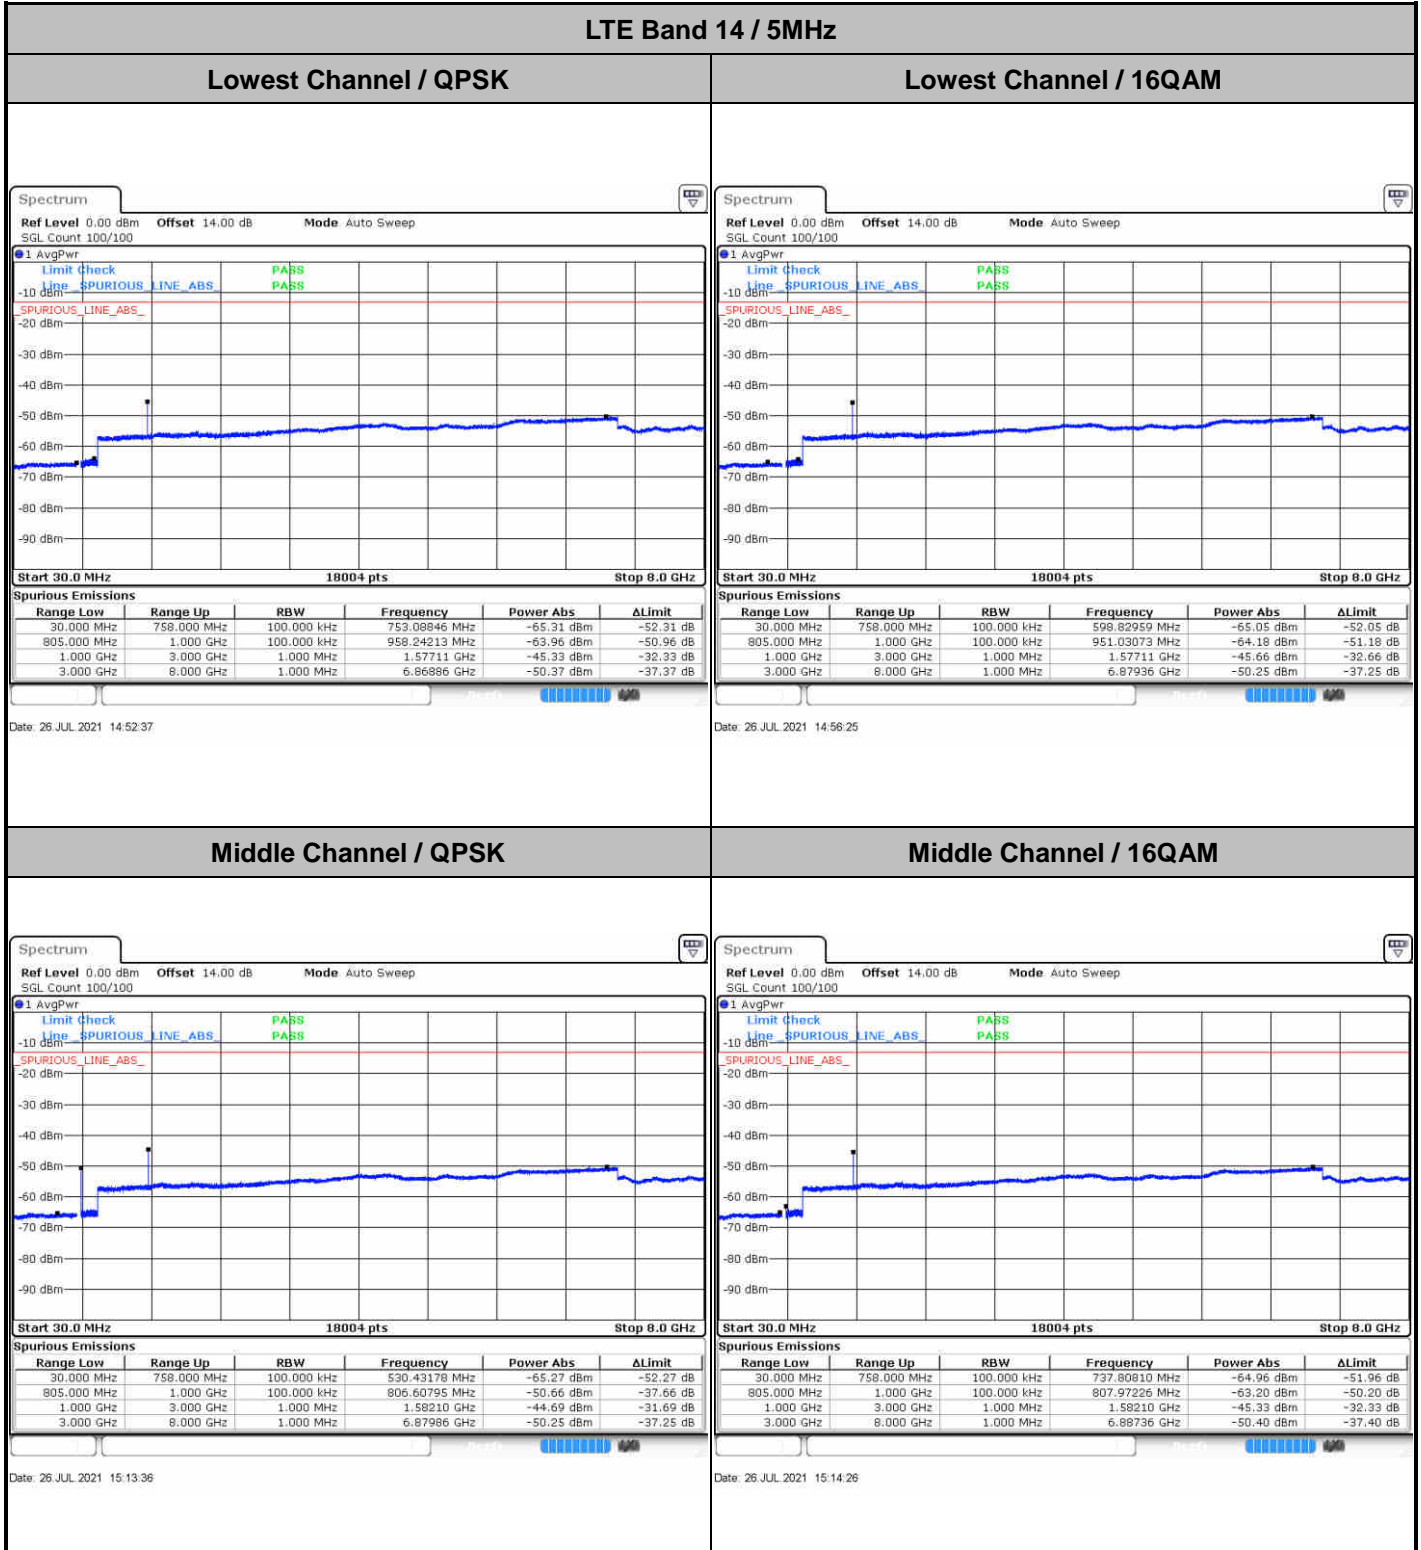 LTE Band 14 / 5MHz
Lowest Channel / QPSK
Lowest Channel / 16QAM
Spectrum
Ref Level 0.00 dBm Offset 14.00 dB Mode Auto Sweep
SGL Count 100/100
1 AvgPwr
Limit Check PASS
Line _SPURIOUS_LINE_ABS_ PASS
-10 dBm
_SPURIOUS_LINE_ABS_
-20 dBm
-30 dBm
-40 dBm
-50 dBm
-60 dBm
-70 dBm
-80 dBm
-90 dBm
Start 30.0 MHz 18004 pts Stop 8.0 GHz
Spurious Emissions
Range Low Range Up RBW Frequency Power Abs ΔLimit
30.000 MHz 758.000 MHz 100.000 kHz 753.08846 MHz -65.31 dBm -52.31 dB
805.000 MHz 1.000 GHz 100.000 kHz 958.24213 MHz -63.96 dBm -50.96 dB
1.000 GHz 3.000 GHz 1.000 MHz 1.57711 GHz -45.33 dBm -32.33 dB
3.000 GHz 8.000 GHz 1.000 MHz 6.86886 GHz -50.37 dBm -37.37 dB
Date: 26.JUL.2021 14:52:37
Spectrum
Ref Level 0.00 dBm Offset 14.00 dB Mode Auto Sweep
SGL Count 100/100
1 AvgPwr
Limit Check PASS
Line _SPURIOUS_LINE_ABS_ PASS
-10 dBm
_SPURIOUS_LINE_ABS_
-20 dBm
-30 dBm
-40 dBm
-50 dBm
-60 dBm
-70 dBm
-80 dBm
-90 dBm
Start 30.0 MHz 18004 pts Stop 8.0 GHz
Spurious Emissions
Range Low Range Up RBW Frequency Power Abs ΔLimit
30.000 MHz 758.000 MHz 100.000 kHz 598.82959 MHz -65.05 dBm -52.05 dB
805.000 MHz 1.000 GHz 100.000 kHz 951.03073 MHz -64.18 dBm -51.18 dB
1.000 GHz 3.000 GHz 1.000 MHz 1.57711 GHz -45.66 dBm -32.66 dB
3.000 GHz 8.000 GHz 1.000 MHz 6.87936 GHz -50.25 dBm -37.25 dB
Date: 26.JUL.2021 14:56:25
Middle Channel / QPSK
Middle Channel / 16QAM
Spectrum
Ref Level 0.00 dBm Offset 14.00 dB Mode Auto Sweep
SGL Count 100/100
1 AvgPwr
Limit Check PASS
Line _SPURIOUS_LINE_ABS_ PASS
-10 dBm
_SPURIOUS_LINE_ABS_
-20 dBm
-30 dBm
-40 dBm
-50 dBm
-60 dBm
-70 dBm
-80 dBm
-90 dBm
Start 30.0 MHz 18004 pts Stop 8.0 GHz
Spurious Emissions
Range Low Range Up RBW Frequency Power Abs ΔLimit
30.000 MHz 758.000 MHz 100.000 kHz 530.43178 MHz -65.27 dBm -52.27 dB
805.000 MHz 1.000 GHz 100.000 kHz 806.60795 MHz -50.66 dBm -37.66 dB
1.000 GHz 3.000 GHz 1.000 MHz 1.58210 GHz -44.69 dBm -31.69 dB
3.000 GHz 8.000 GHz 1.000 MHz 6.87986 GHz -50.25 dBm -37.25 dB
Date: 26.JUL.2021 15:13:36
Spectrum
Ref Level 0.00 dBm Offset 14.00 dB Mode Auto Sweep
SGL Count 100/100
1 AvgPwr
Limit Check PASS
Line _SPURIOUS_LINE_ABS_ PASS
-10 dBm
_SPURIOUS_LINE_ABS_
-20 dBm
-30 dBm
-40 dBm
-50 dBm
-60 dBm
-70 dBm
-80 dBm
-90 dBm
Start 30.0 MHz 18004 pts Stop 8.0 GHz
Spurious Emissions
Range Low Range Up RBW Frequency Power Abs ΔLimit
30.000 MHz 758.000 MHz 100.000 kHz 737.80810 MHz -64.96 dBm -51.96 dB
805.000 MHz 1.000 GHz 100.000 kHz 807.97226 MHz -63.20 dBm -50.20 dB
1.000 GHz 3.000 GHz 1.000 MHz 1.58210 GHz -45.33 dBm -32.33 dB
3.000 GHz 8.000 GHz 1.000 MHz 6.88736 GHz -50.40 dBm -37.40 dB
Date: 26.JUL.2021 15:14:26